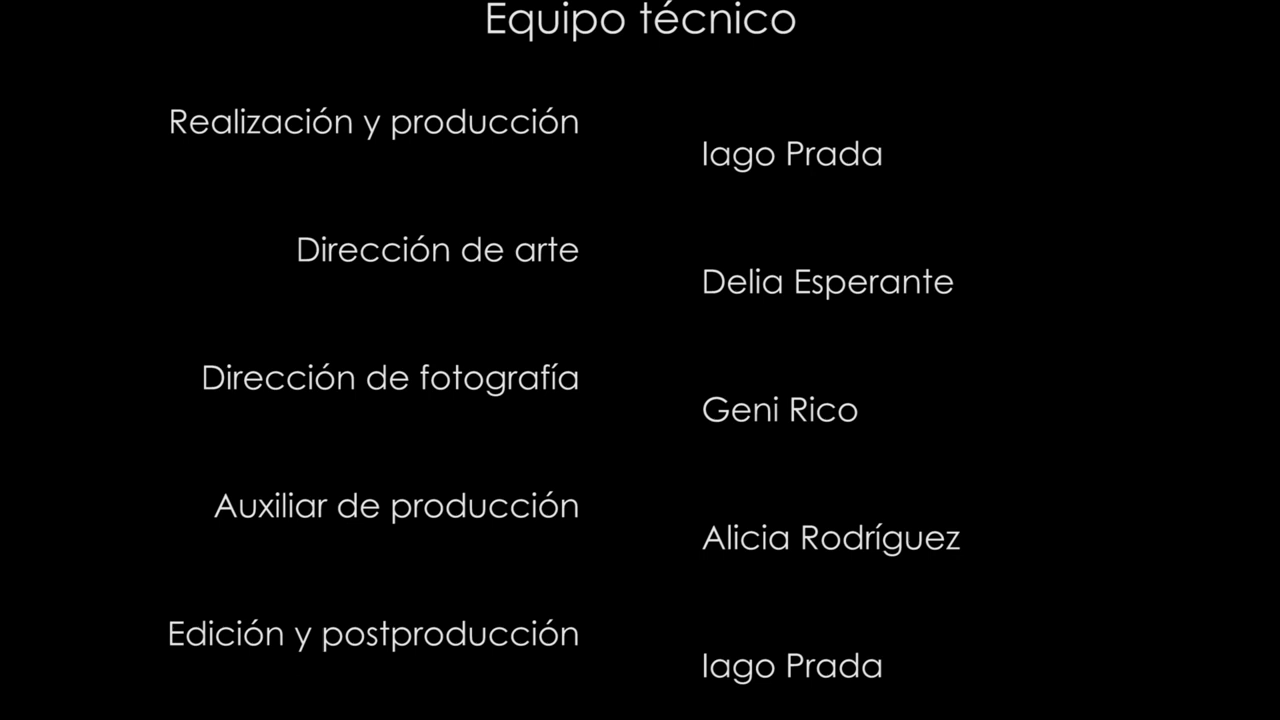 Equipo técnico
Realización y producción
Iago Prada
Dirección de arte
Delia Esperante
Dirección de fotografía
Geni Rico
Auxiliar de producción
Alicia Rodríguez
Edición y postproducción
Iago Prada